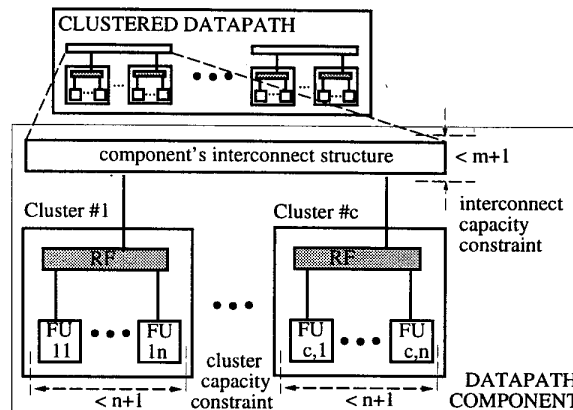 CLUSTERED DATAPATH
component's interconnect structure
< m+1
interconnect
capacity
constraint
Cluster #1
Cluster #c
RF
RF
FU
11
FU
1n
FU
c,1
FU
c,n
cluster
capacity
constraint
< n+1
< n+1
DATAPATH
COMPONENT